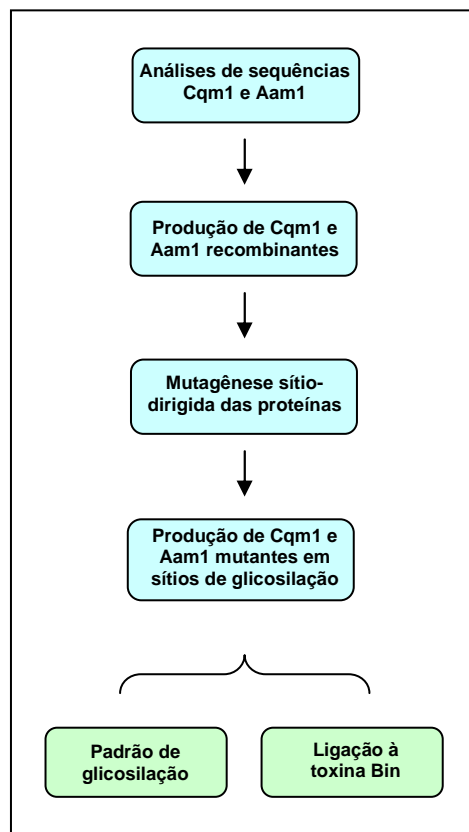 Análises de sequências
Cqm1 e Aam1
Produção de Cqm1 e
Aam1 recombinantes
Mutagênese sítio-
dirigida das proteínas
Produção de Cqm1 e
Aam1 mutantes em
sítios de glicosilação
Padrão de
glicosilação
Ligação à
toxina Bin